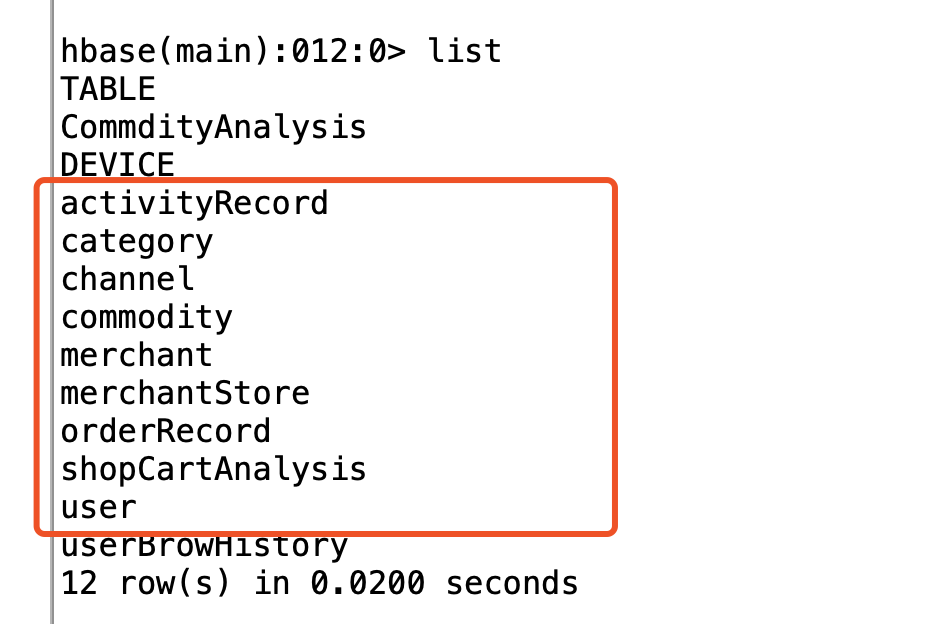 hbase(main):012:0> list
TABLE
CommdityAnalysis
DEVICE
activityRecord
category
channel
commodity
merchant
merchantStore
orderRecord
shopCartAnalysis
user
userBrowHistory
12 row(s) in 0.0200 seconds